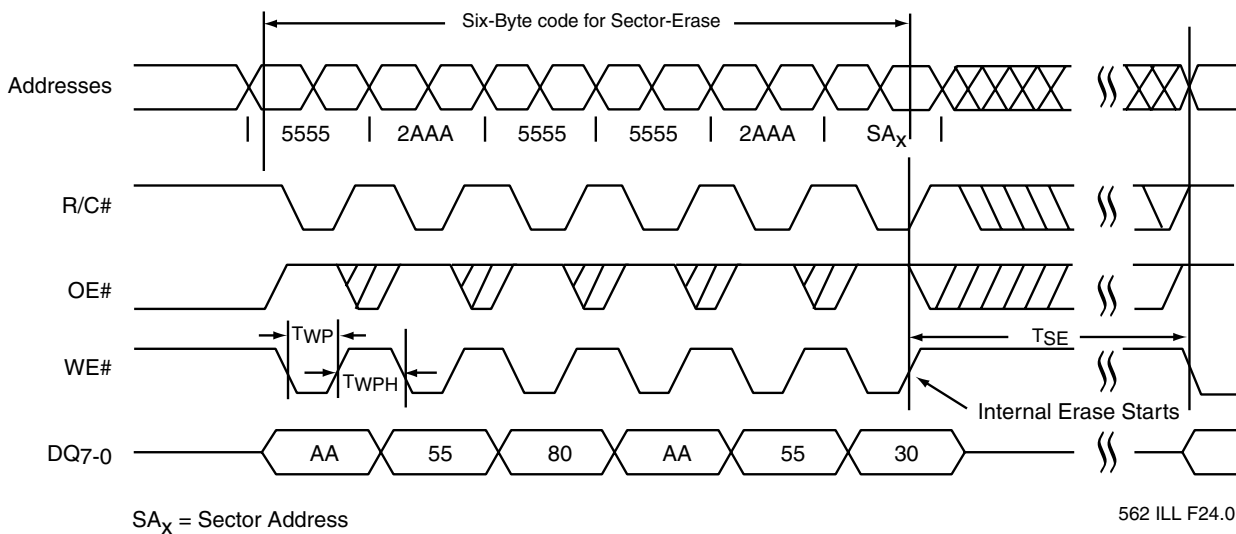 Six-Byte code for Sector-Erase
Addresses
5555 2AAA 5555 5555 2AAA SAX
R/C#
OE#
TWP
TSE
WE#
TWPH
Internal Erase Starts
DQ7-0 AA 55 80 AA 55 30
SAX = Sector Address
562 ILL F24.0